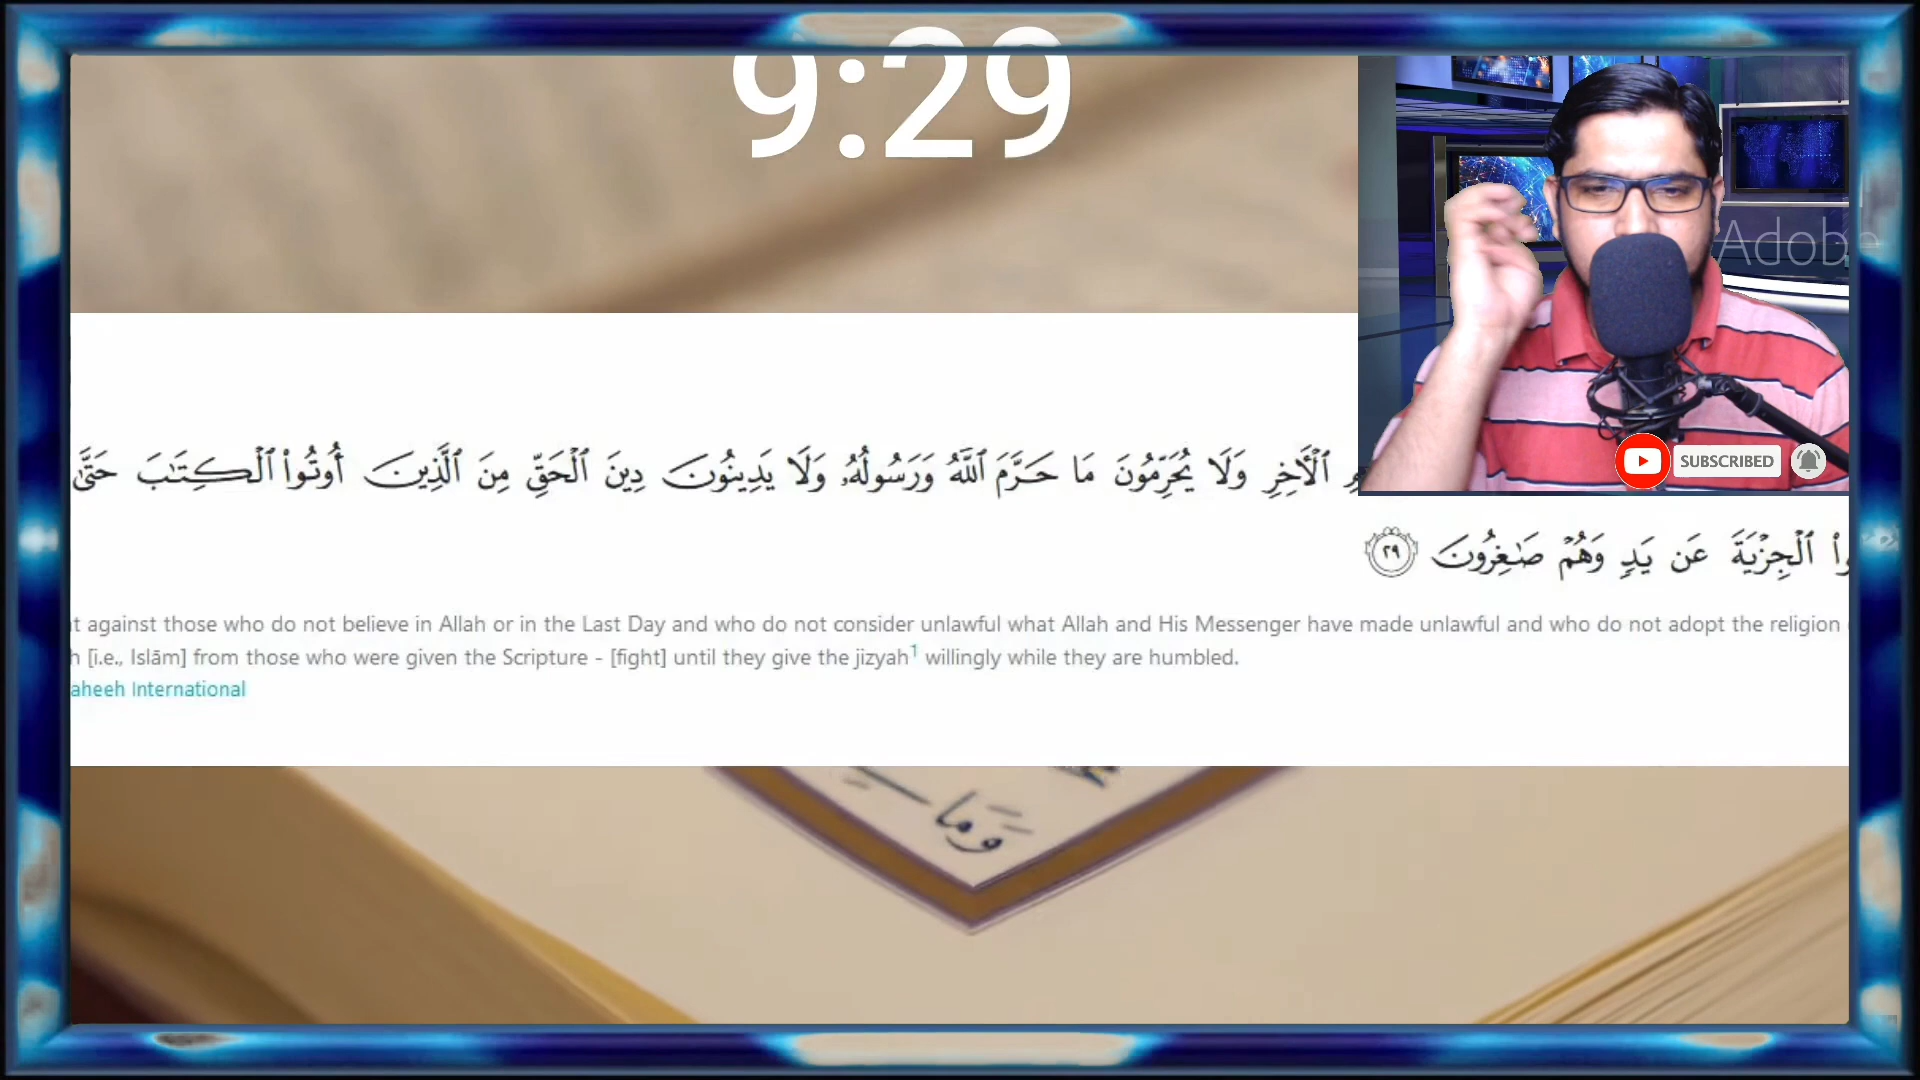 9:29
Adobe
ٱلْأَخِرِ وَلَا يُحَرِّمُونَ مَا حَرَّمَ ٱللَّهُ وَرَسُولُهُۥ وَلَا يَدِينُونَ دِينَ ٱلْحَقِّ مِنَ ٱلَّذِينَ أُوتُوا۟ ٱلْكِتَـٰبَ حَتَّىٰ
SUBSCRIBED
ٱلْجِزْيَةَ عَن يَدٍ وَهُمْ صَـٰغِرُونَ ٢٩
against those who do not believe in Allah or in the Last Day and who do not consider unlawful what Allah and His Messenger have made unlawful and who do not adopt the religion
[i.e., Islām] from those who were given the Scripture - [fight] until they give the jizyah1 willingly while they are humbled.
aheeh International
وَمَا